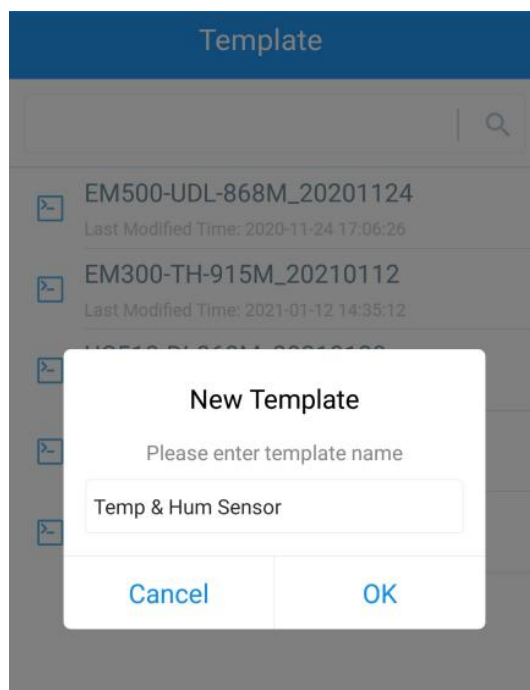 Template
EM500-UDL-868M_20201124
Last Modified Time: 2020-11-24 17:06:26
EM300-TH-915M_20210112
Last Modified Time: 2021-01-12 14:35:12
New Template
Please enter template name
Temp & Hum Sensor
Cancel
OK